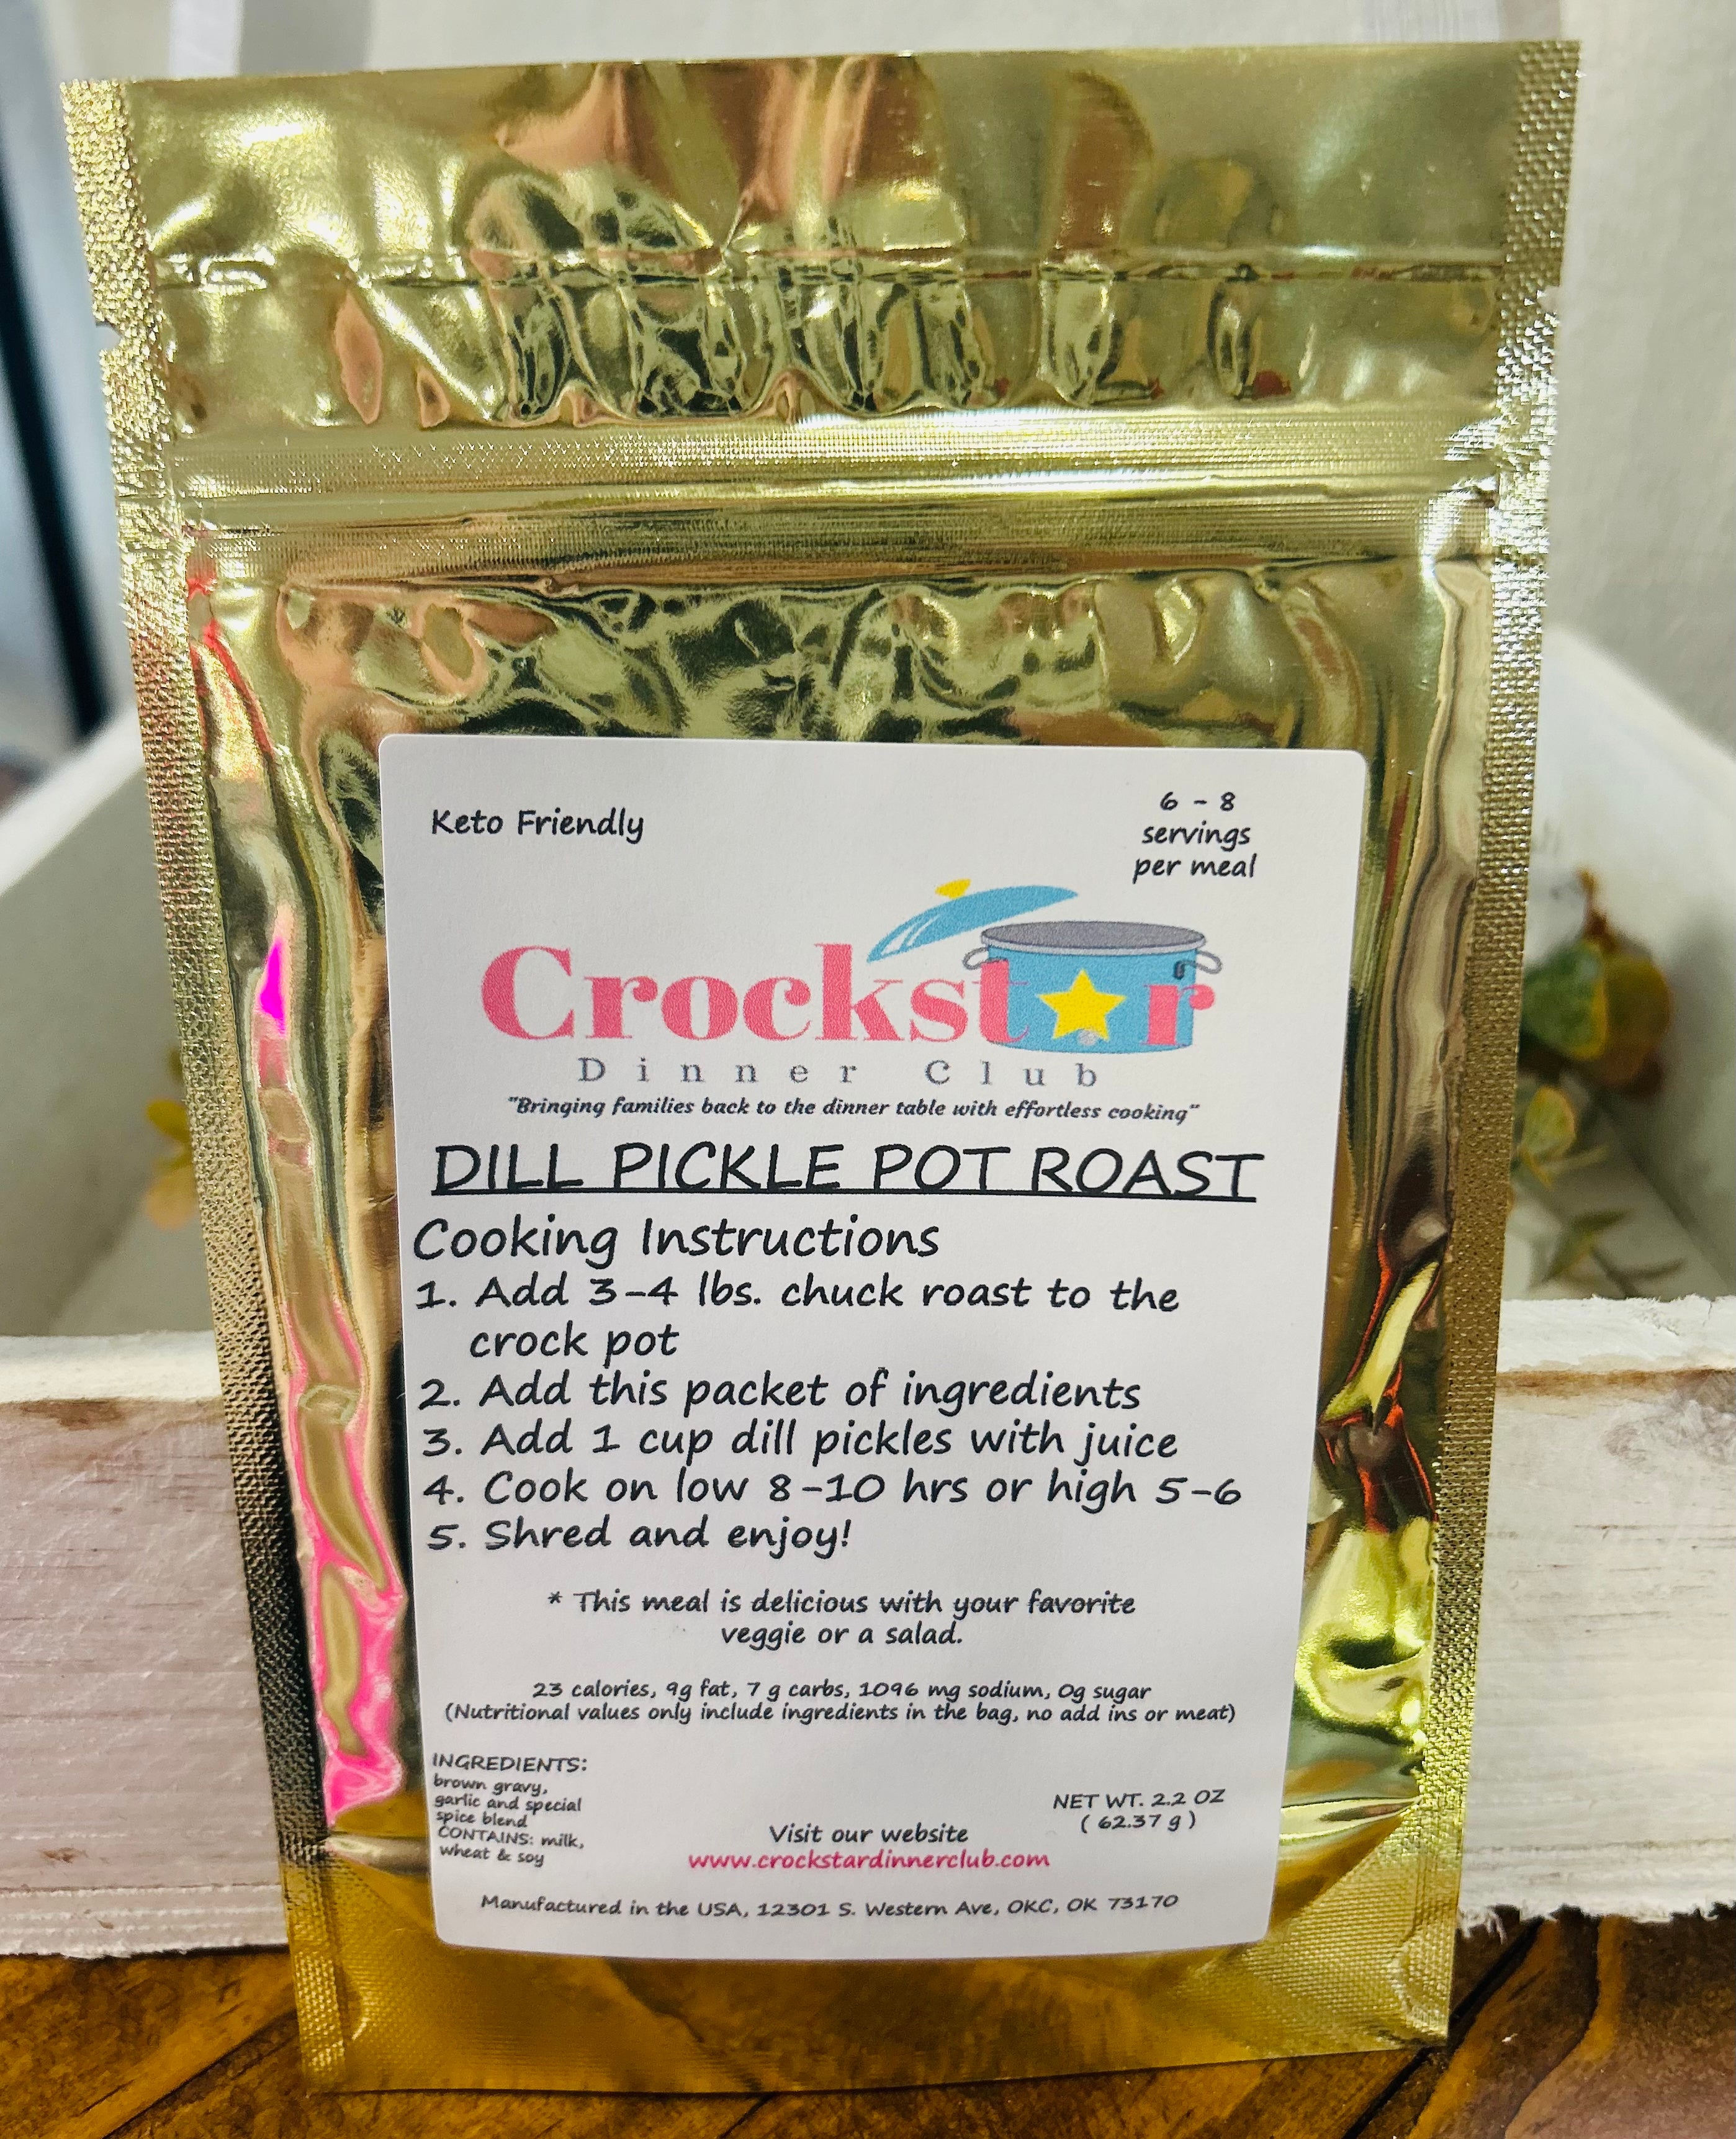 Keto Friendly
6 - 8
servings
per meal
Crockstar
Dinner Club
"Bringing families back to the dinner table with effortless cooking"
DILL PICKLE POT ROAST
Cooking Instructions
1. Add 3-4 lbs. chuck roast to the
crock pot
2. Add this packet of ingredients
3. Add 1 cup dill pickles with juice
4. Cook on low 8-10 hrs or high 5-6
5. Shred and enjoy!
* This meal is delicious with your favorite
veggie or a salad.
23 calories, 9g fat, 7 g carbs, 1096 mg sodium, 0g sugar
(Nutritional values only include ingredients in the bag, no add ins or meat)
INGREDIENTS:
brown gravy,
garlic and special
spice blend
CONTAINS: milk,
wheat & soy
NET WT. 2.2 OZ
( 62.37 g )
Visit our website
www.crockstardinnerclub.com
Manufactured in the USA, 12301 S. Western Ave, OKC, OK 73170